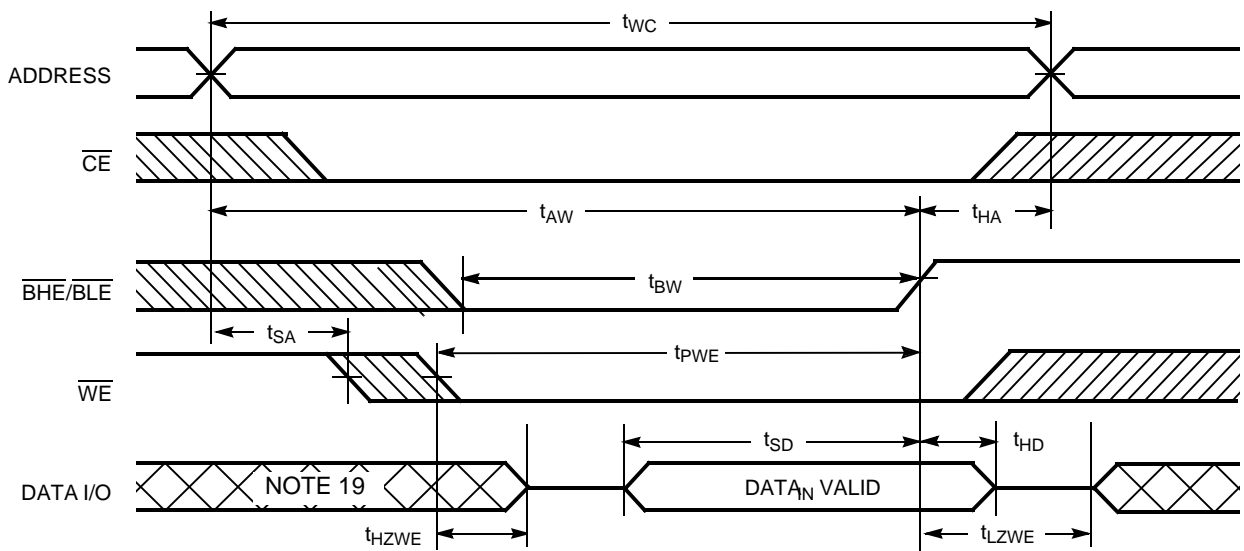 tWC
ADDRESS
CE
tAW
tHA
BHE/BLE
tBW
tSA
tPWE
WE
tSD
tHD
DATA I/O
NOTE 19
DATAIN VALID
tHZWE
tLZWE